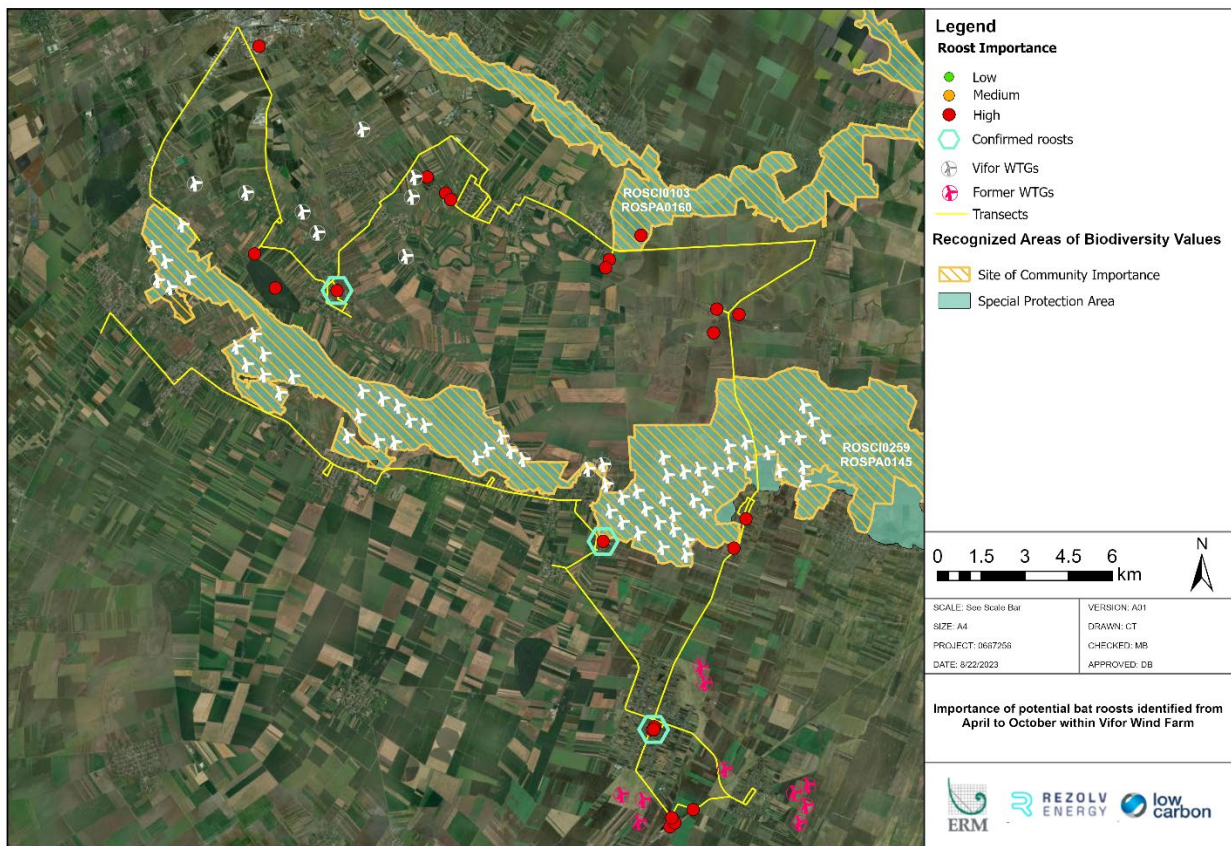 ROSCI0103
ROSPA0160
ROSCI0259
ROSPA0145
Legend
Roost Importance
Low
Medium
High
Confirmed roosts
Vifor WTGs
Former WTGs
Transects
Recognized Areas of Biodiversity Values
Site of Community Importance
Special Protection Area
N
0 1.5 3 4.5 6
km
SCALE: See Scale Bar
VERSION: A01
SIZE: A4
DRAWN: CT
PROJECT: 0667256
CHECKED: MB
DATE: 8/22/2023
APPROVED: DB
Importance of potential bat roosts identified from
April to October within Vifor Wind Farm
ERM
REZOLV
ENERGY
low
carbon